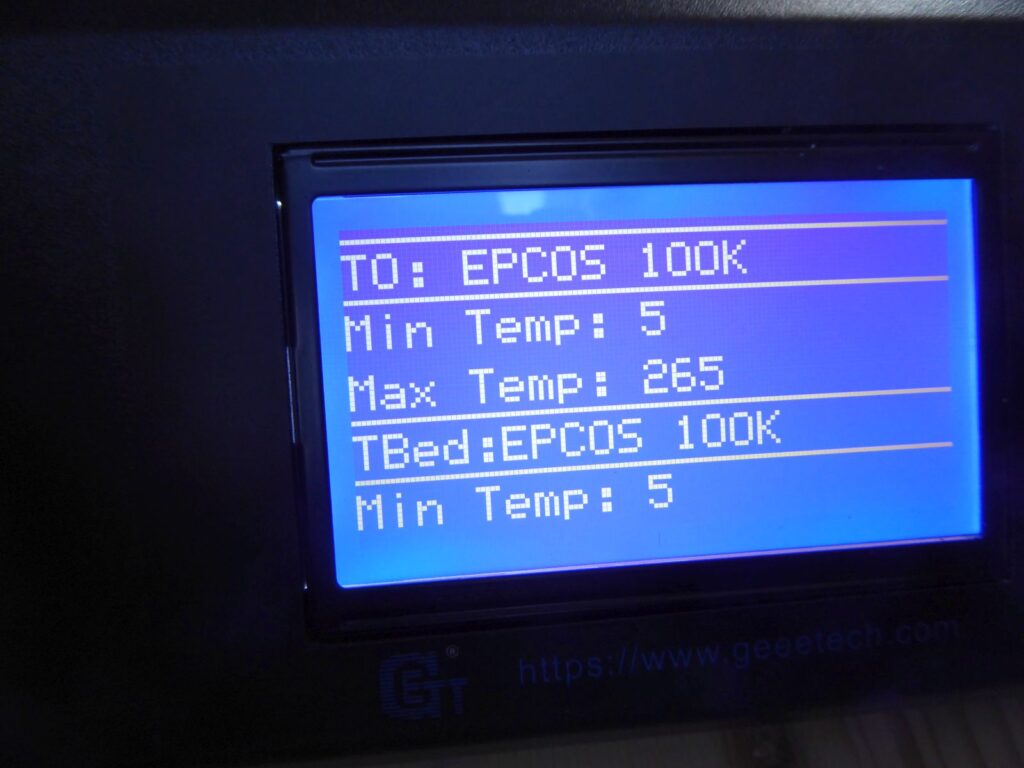 T0: EPCOS 100K
Min Temp: 5
Max Temp: 265
TBed:EPCOS 100K
Min Temp: 5
GT®
https://www.geeetech.com